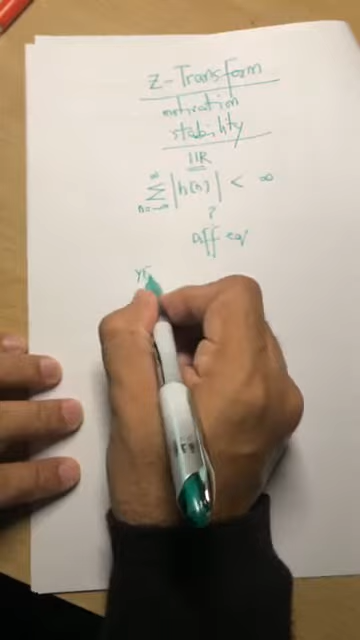 z-Transform
motivation
stability
IIR
∞
∑ |h(n)| < ∞
n=-∞
?
Diff eq/
y[